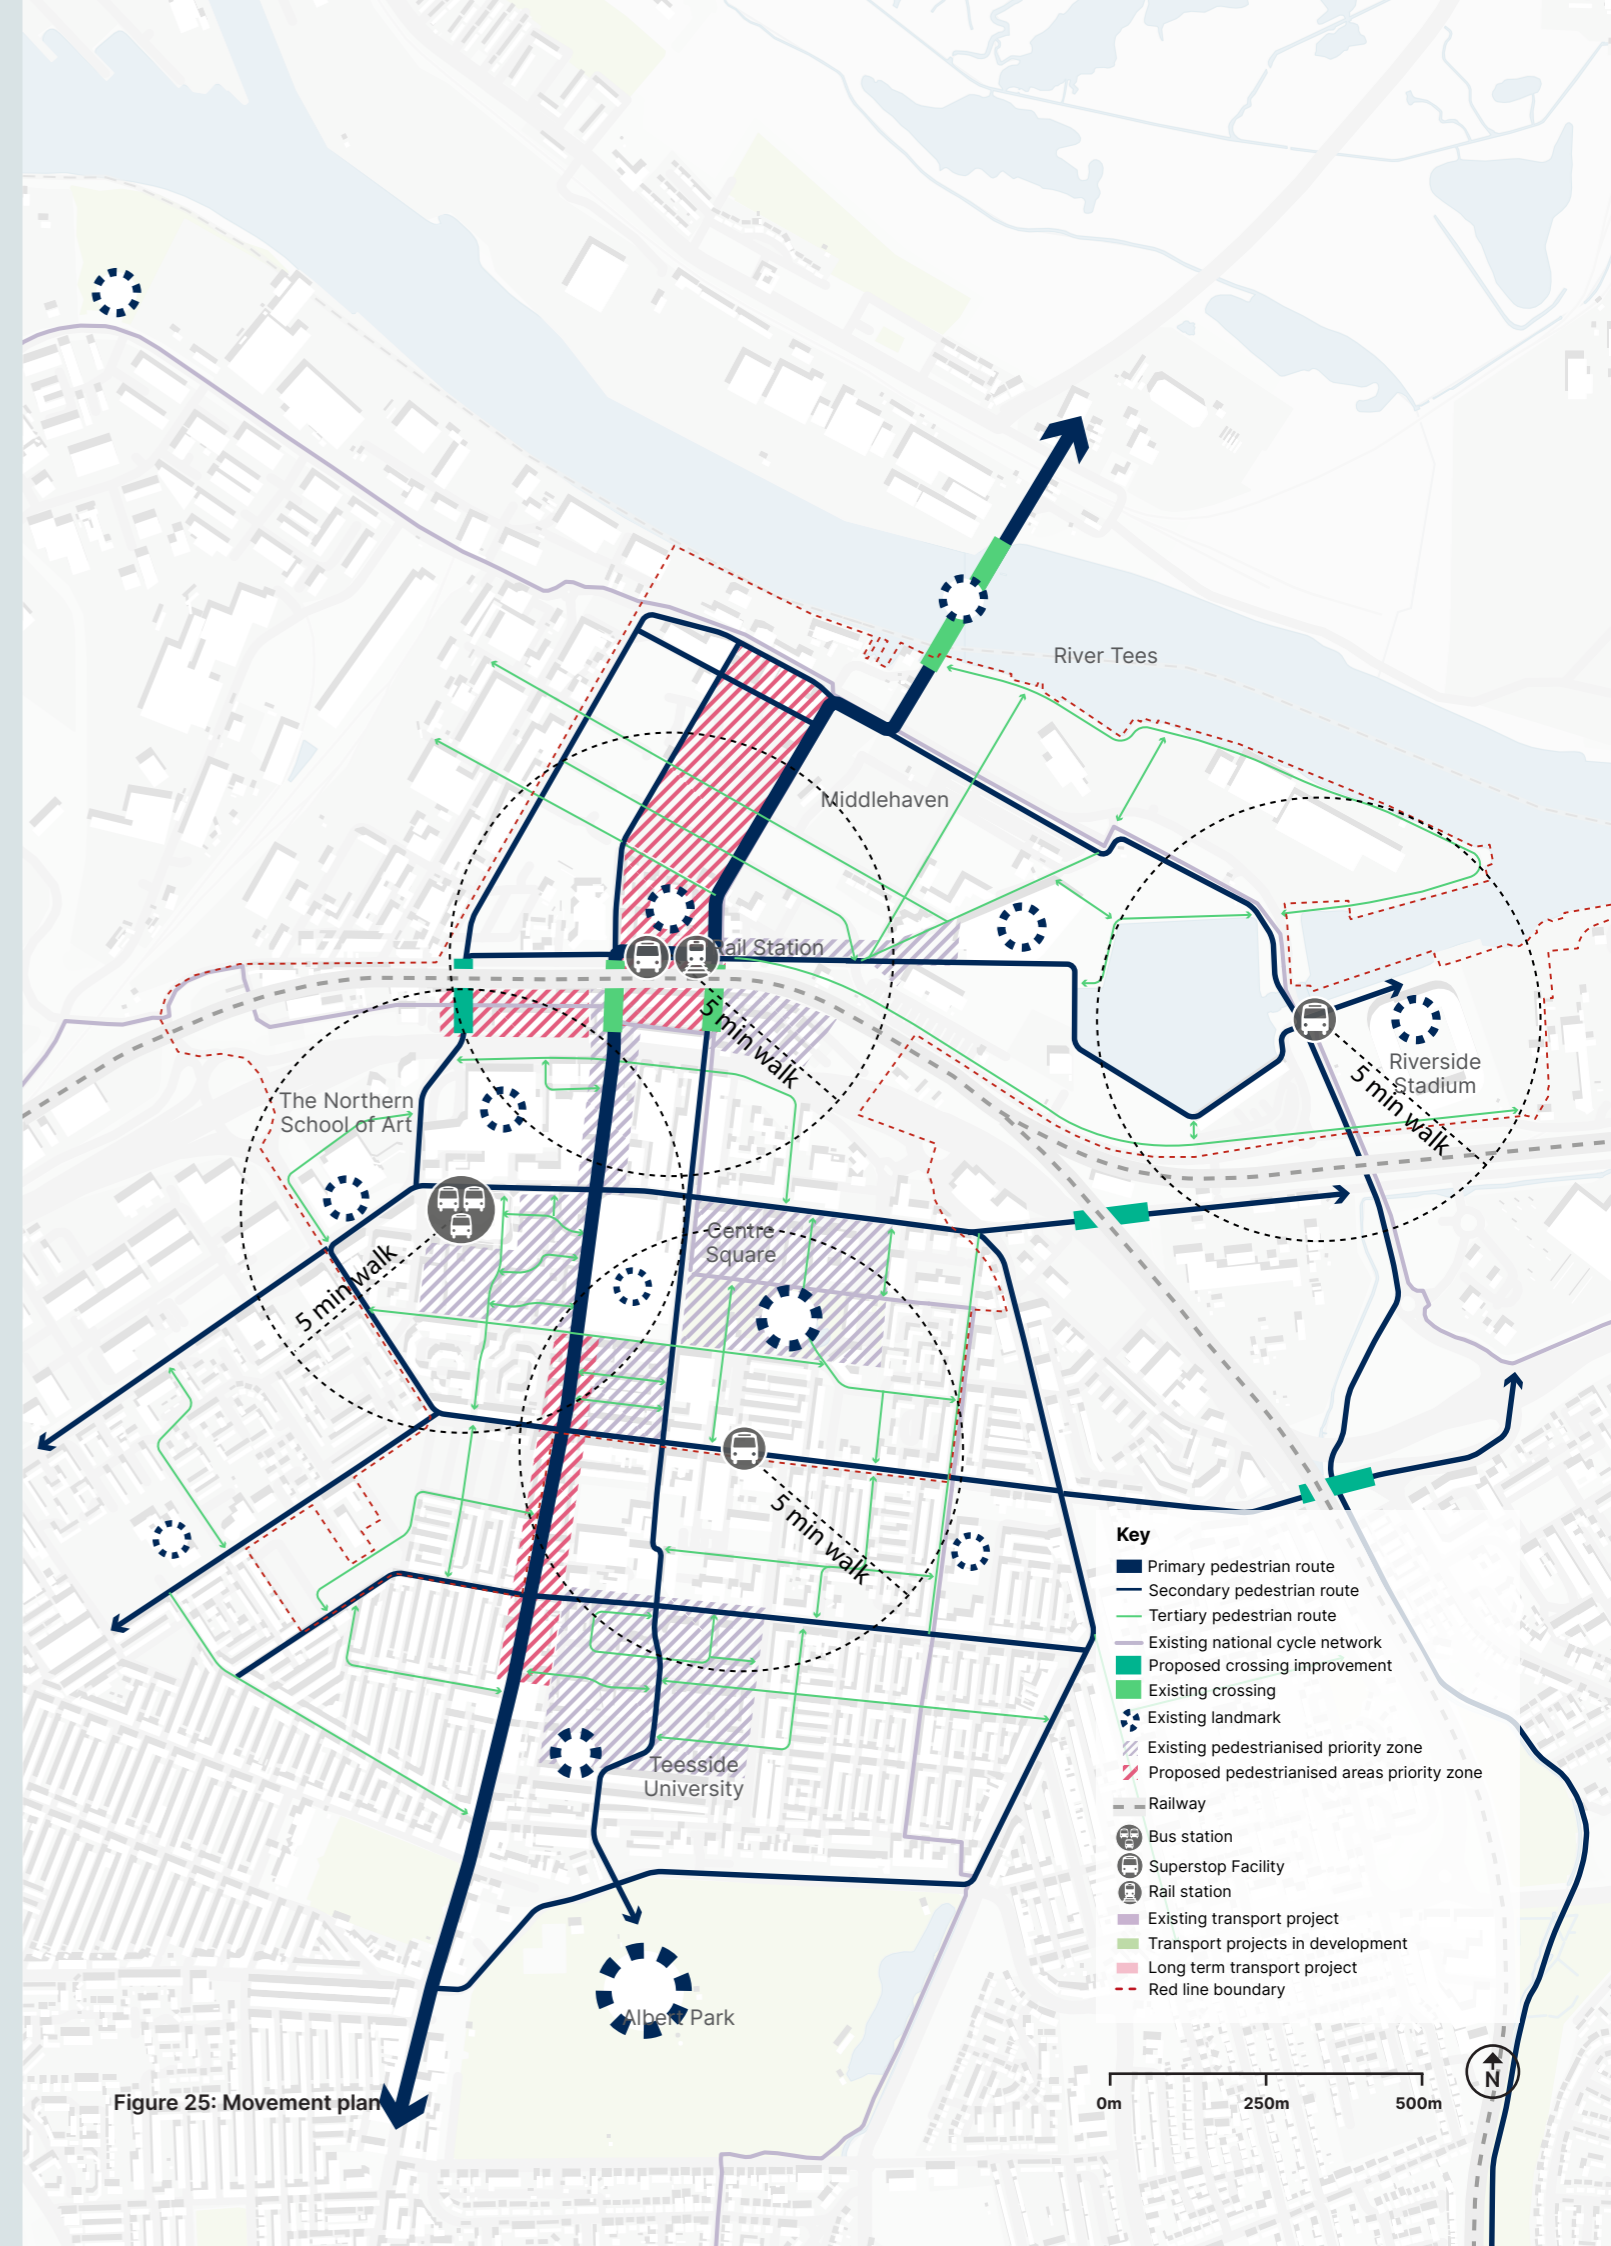 River Tees
Middlehaven
Rail Station
5 min walk
Riverside
Stadium
5 min walk
The Northern
School of Art
Centre
Square
5 min walk
5 min walk
Teesside
University
Albert Park
Key
Primary pedestrian route
Secondary pedestrian route
Tertiary pedestrian route
Existing national cycle network
Proposed crossing improvement
Existing crossing
Existing landmark
Existing pedestrianised priority zone
Proposed pedestrianised areas priority zone
Railway
Bus station
Superstop Facility
Rail station
Existing transport project
Transport projects in development
Long term transport project
Red line boundary
N
0m 250m 500m
Figure 25: Movement plan